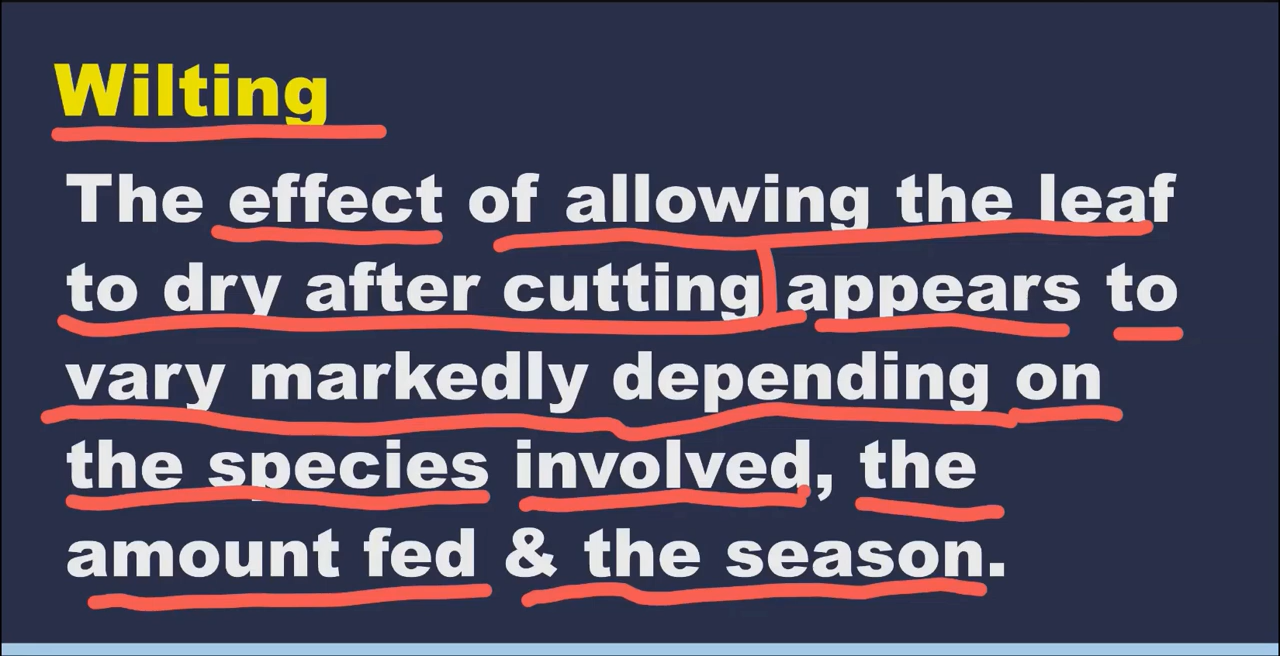 Wilting
The effect of allowing the leaf
to dry after cutting appears to
vary markedly depending on
the species involved, the
amount fed & the season.